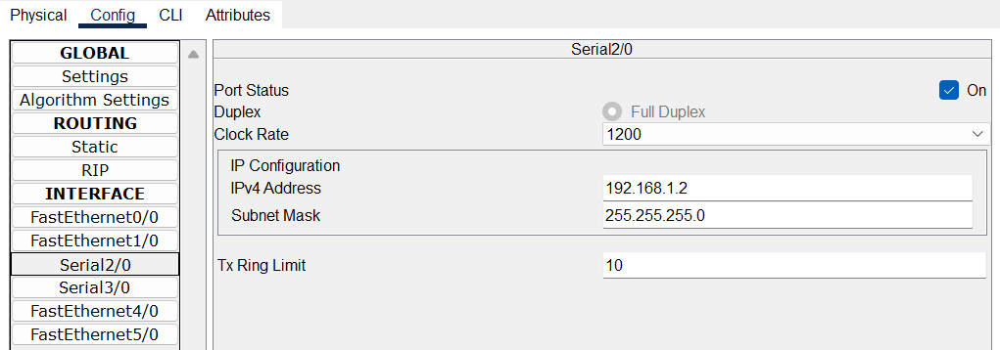 Physical Config CLI Attributes
GLOBAL
Settings
Algorithm Settings
ROUTING
Static
RIP
INTERFACE
FastEthernet0/0
FastEthernet1/0
Serial2/0
Serial3/0
FastEthernet4/0
FastEthernet5/0
Serial2/0
Port Status On
Duplex Full Duplex
Clock Rate 1200
IP Configuration
IPv4 Address 192.168.1.2
Subnet Mask 255.255.255.0
Tx Ring Limit 10